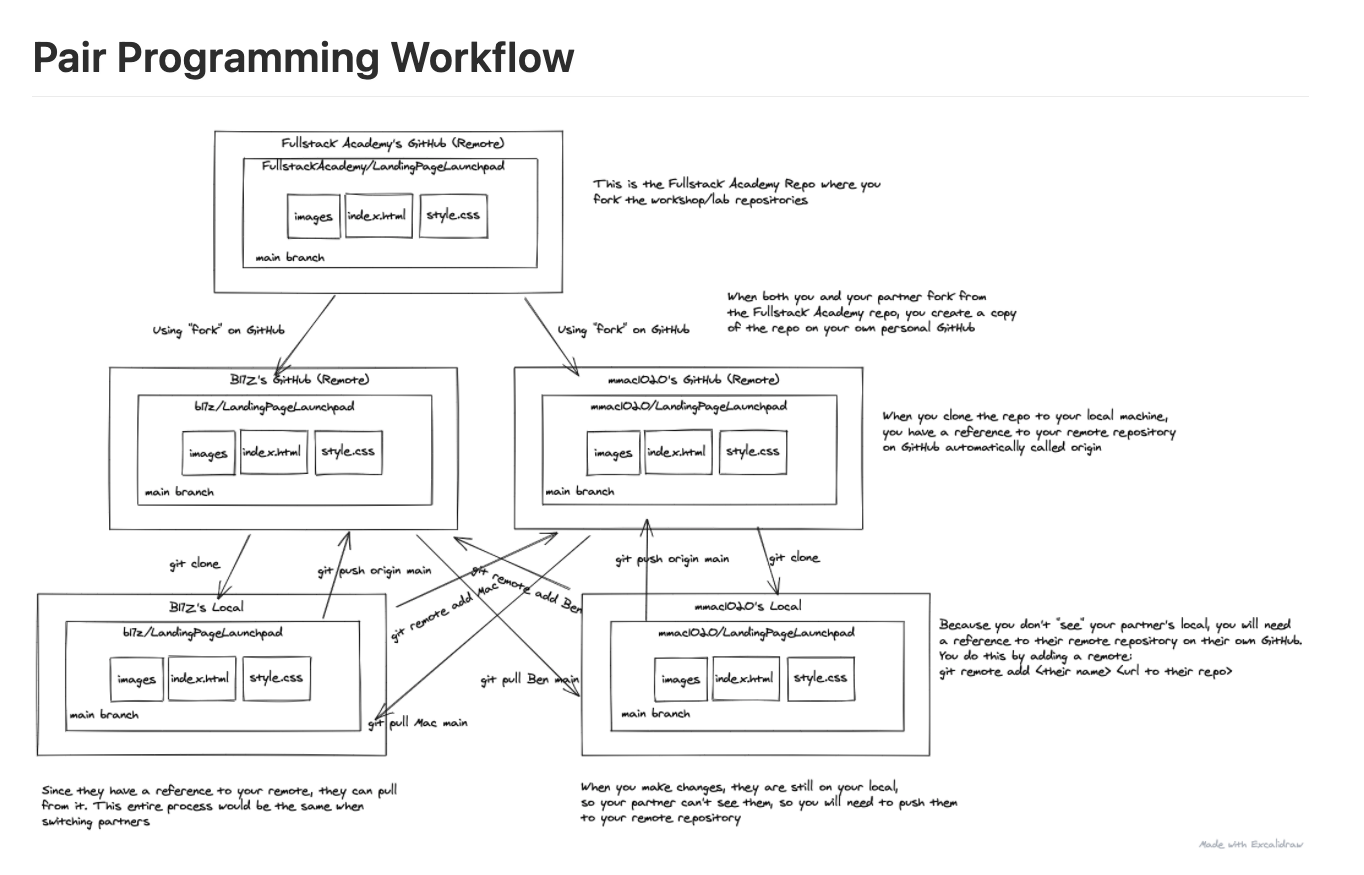 Pair Programming Workflow
Fullstack Academy's GitHub (Remote)
FullstackAcademy/LandingPageLaunchpad
images
index.html
style.css
main branch
This is the Fullstack Academy Repo where you
fork the workshop/lab repositories
Using "fork" on GitHub
Using "fork" on GitHub
When both you and your partner fork from
the Fullstack Academy repo, you create a copy
of the repo on your own personal GitHub
B17Z's GitHub (Remote)
b17z/LandingPageLaunchpad
images
index.html
style.css
main branch
mmac1020's GitHub (Remote)
mmac1020/LandingPageLaunchpad
images
index.html
style.css
main branch
When you clone the repo to your local machine,
you have a reference to your remote repository
on GitHub automatically called origin
git clone
git push origin main
git remote add Mac
git remote add Ben
git push origin main
git clone
B17Z's Local
b17z/LandingPageLaunchpad
images
index.html
style.css
main branch
git pull Ben main
git pull Mac main
mmac1020's Local
mmac1020/LandingPageLaunchpad
images
index.html
style.css
main branch
Because you don't "see" your partner's local, you will need
a reference to their remote repository on their own GitHub.
You do this by adding a remote:
git remote add <their name> <url to their repo>
Since they have a reference to your remote, they can pull
from it. This entire process would be the same when
switching partners
When you make changes, they are still on your local,
so your partner can't see them, so you will need to push them
to your remote repository
Made with Excalidraw